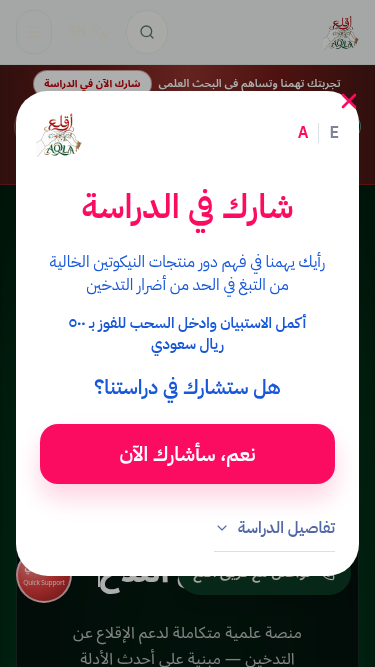 أقلع
AQLA
تجربتك تهمنا وتساهم في البحث العلمي شارك الآن في الدراسة
أقلع
AQLA
A | E
شارك في الدراسة
رأيك يهمنا في فهم دور منتجات النيكوتين الخالية
من التبغ في الحد من أضرار التدخين
أكمل الاستبيان وادخل السحب للفوز بـ ٥٠٠
ريال سعودي
هل ستشارك في دراستنا؟
نعم، سأشارك الآن
تفاصيل الدراسة
Quick Support
منصة علمية متكاملة لدعم الإقلاع عن
التدخين — مبنية على أحدث الأدلة